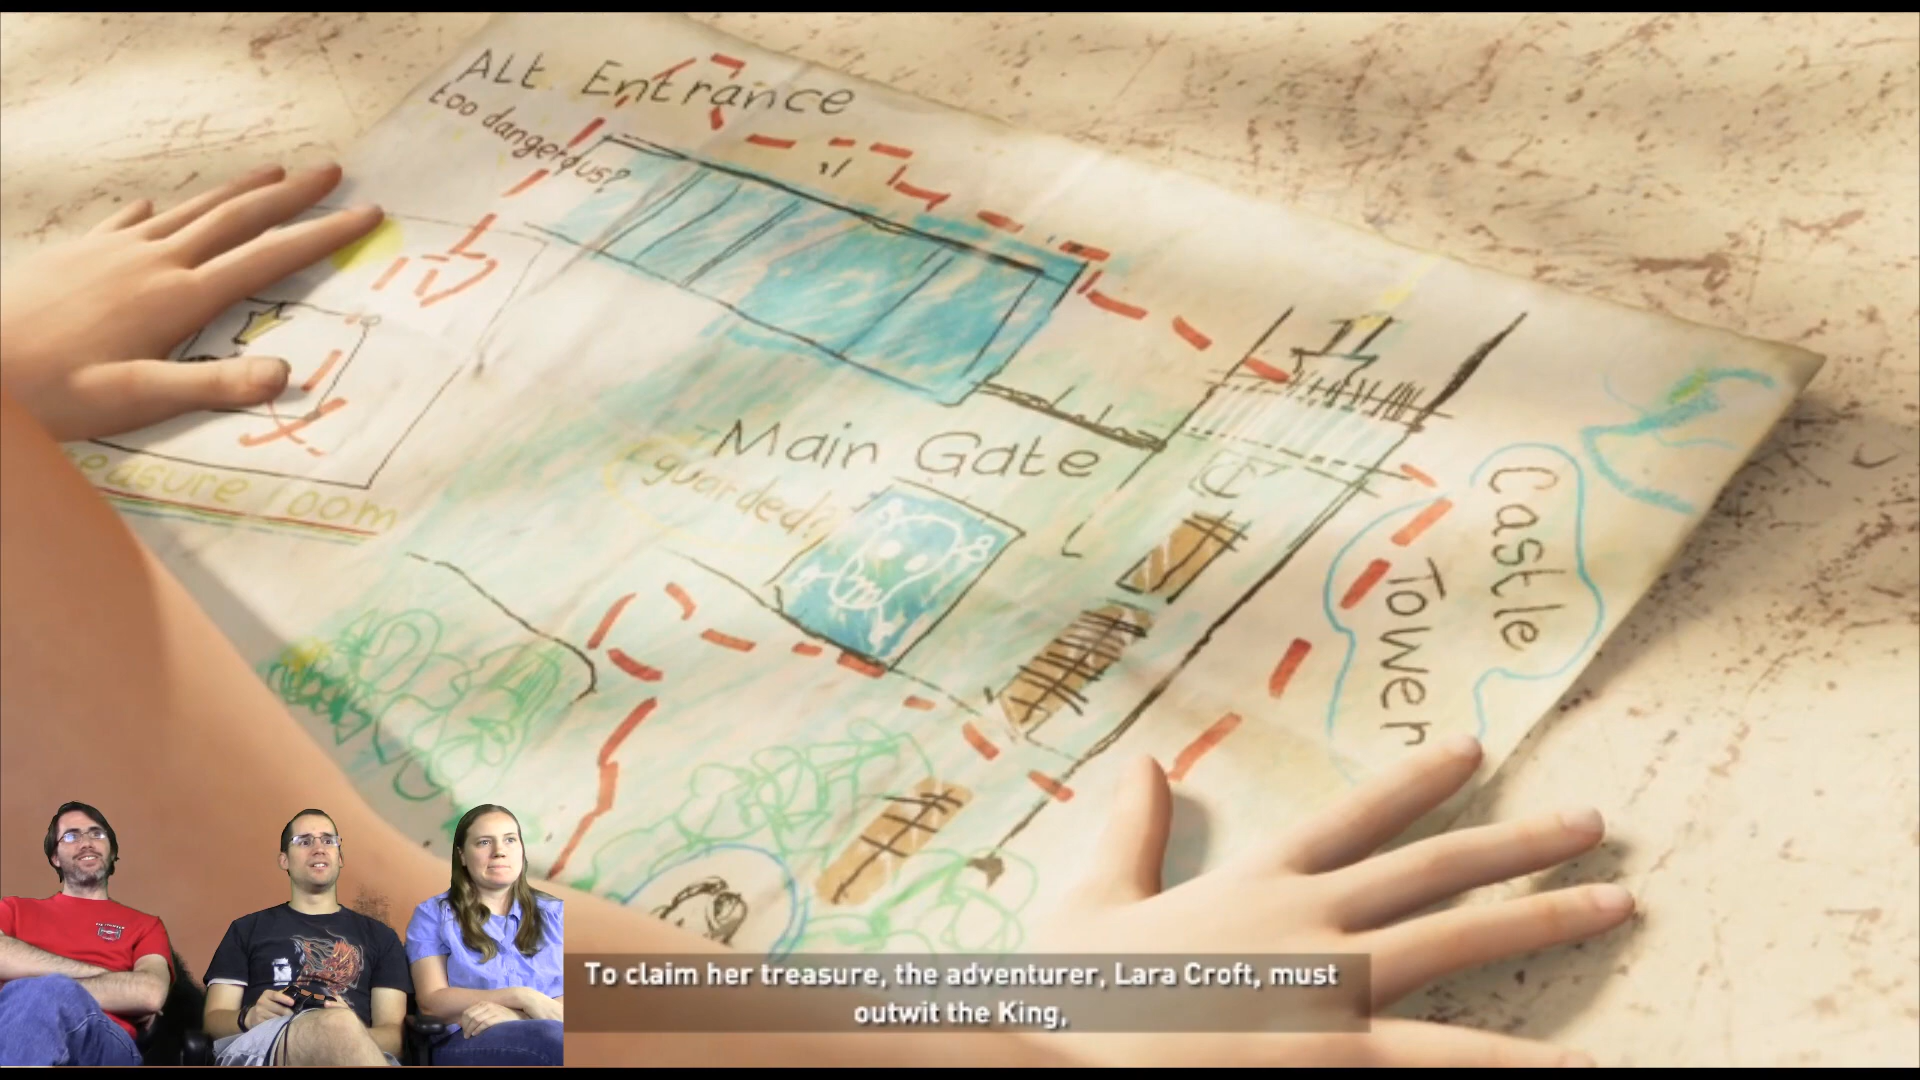 ALt. Entrance
too dangerous?
Main Gate
(guarded!)
Castle
Tower
room
To claim her treasure, the adventurer, Lara Croft, must
outwit the King,